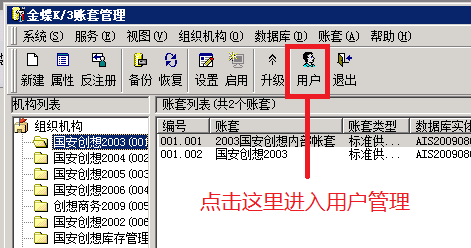 金蝶K/3账套管理
系统(S) 服务(E) 视图(V) 组织机构(O) 数据库(D) 账套(A) 帮助(H)
新建 属性 反注册 备份 恢复 设置 启用 升级 用户 退出
机构列表
账套列表 (共2个账套)
组织机构
国安创想2003 (001
国安创想2004 (002
国安创想2005 (003
国安创想2006 (004
创想商务2009 (005
国安创想2002 (006
国安创想库存管理
编号 账套 账套类型 数据库实体
001.001 2003国安创想内部帐套 标准供... AIS2009080
001.002 国安创想2003 标准供... AIS2009080
点击这里进入用户管理